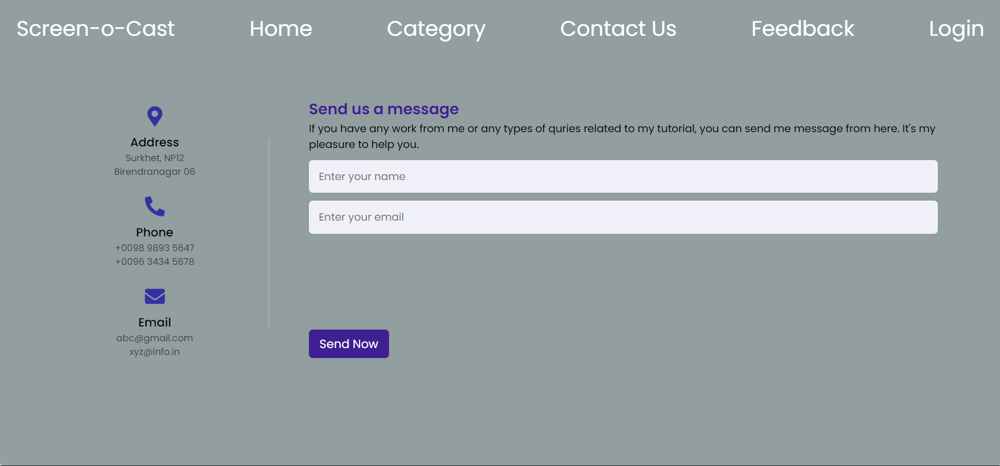 Screen-o-Cast Home Category Contact Us Feedback Login
Address
Surkhet, NP12
Birendranagar 06
Phone
+0098 9893 5647
+0096 3434 5678
Email
abc@gmail.com
xyz@info.in
Send us a message
If you have any work from me or any types of quries related to my tutorial, you can send me message from here. It's my
pleasure to help you.
Enter your name
Enter your email
Send Now